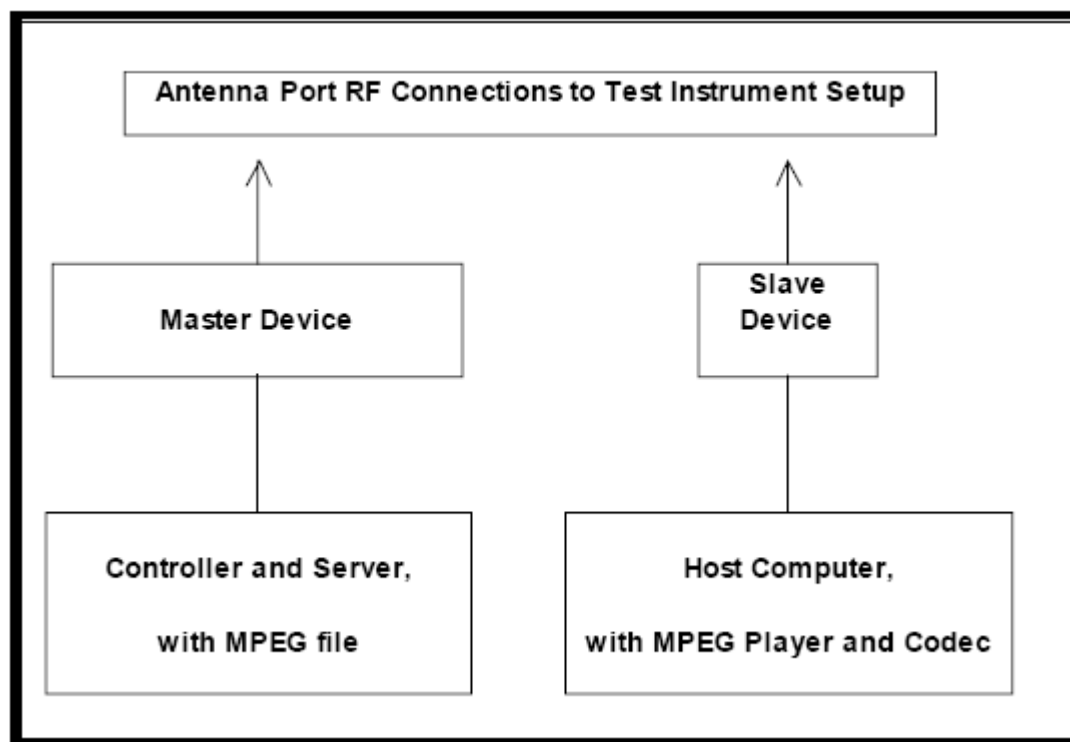 Antenna Port RF Connections to Test Instrument Setup
Master Device
Slave
Device
Controller and Server,
with MPEG file
Host Computer,
with MPEG Player and Codec